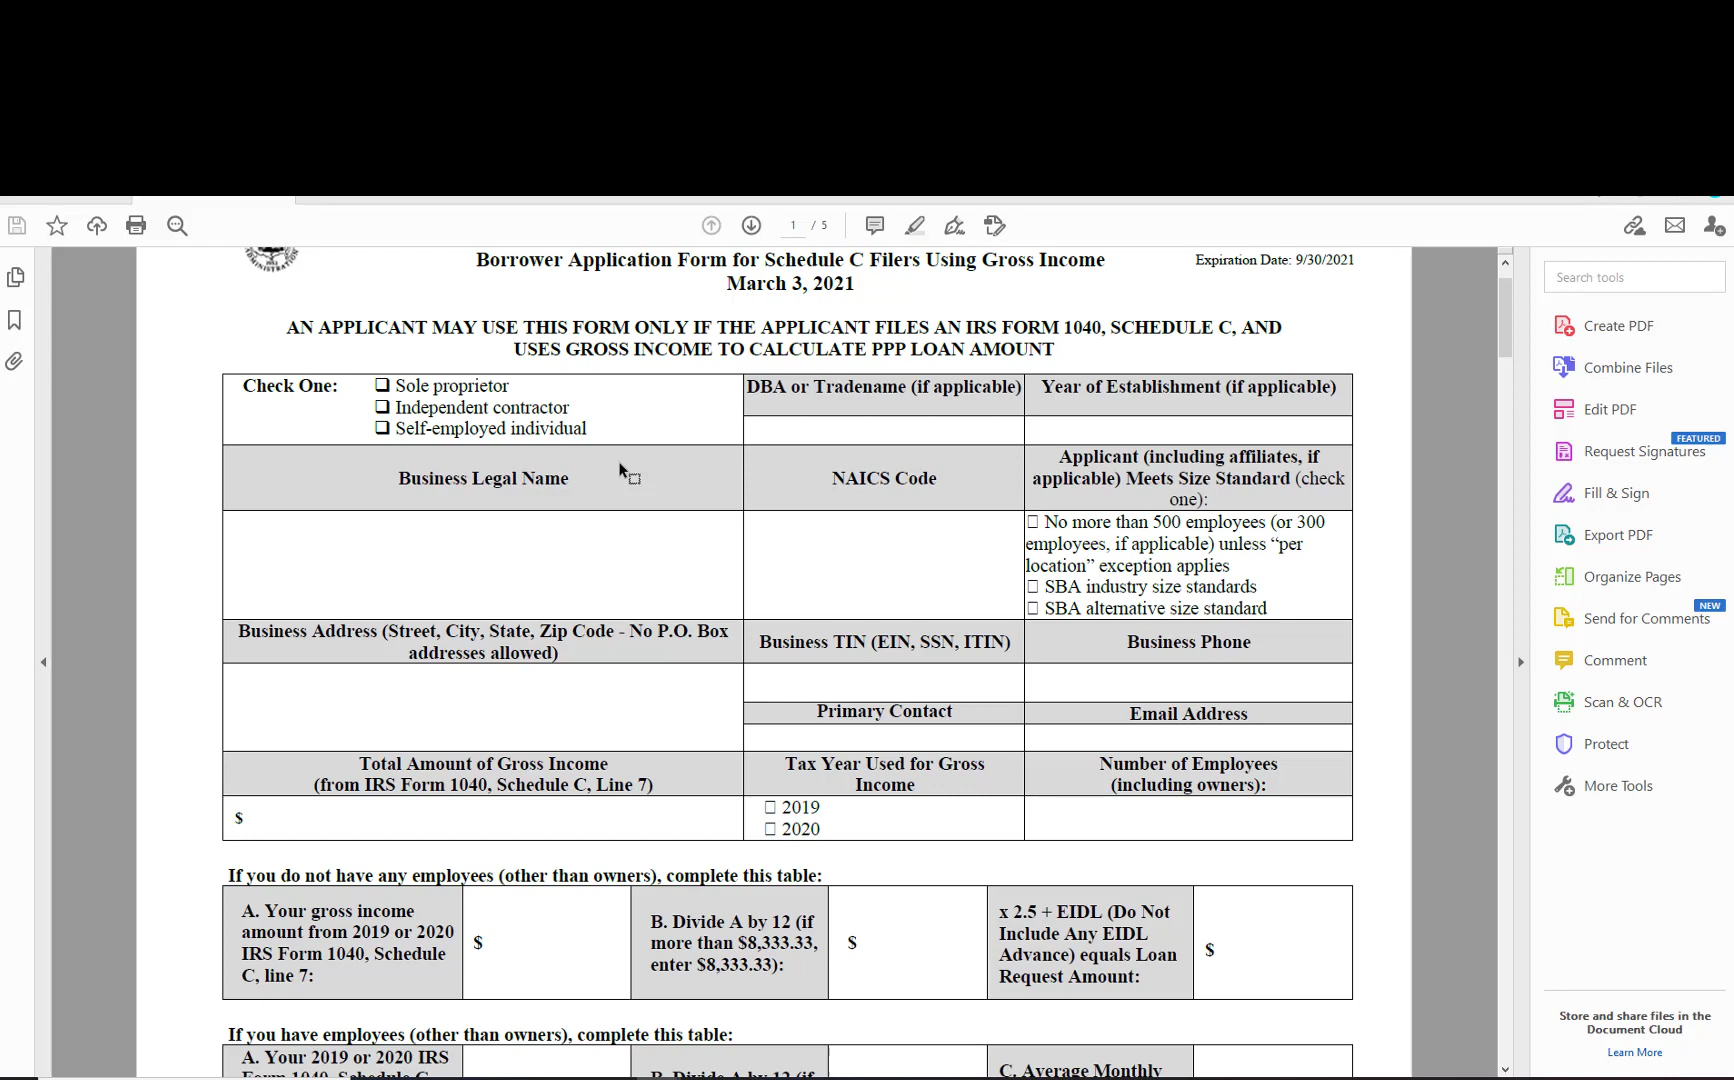 1 / 5
ADMINISTRATION
Borrower Application Form for Schedule C Filers Using Gross Income
March 3, 2021
Expiration Date: 9/30/2021
AN APPLICANT MAY USE THIS FORM ONLY IF THE APPLICANT FILES AN IRS FORM 1040, SCHEDULE C, AND
USES GROSS INCOME TO CALCULATE PPP LOAN AMOUNT
Check One:
Sole proprietor
Independent contractor
Self-employed individual
DBA or Tradename (if applicable)
Year of Establishment (if applicable)
Business Legal Name
NAICS Code
Applicant (including affiliates, if
applicable) Meets Size Standard (check
one):
No more than 500 employees (or 300
employees, if applicable) unless “per
location” exception applies
SBA industry size standards
SBA alternative size standard
Business Address (Street, City, State, Zip Code - No P.O. Box
addresses allowed)
Business TIN (EIN, SSN, ITIN)
Business Phone
Primary Contact
Email Address
Total Amount of Gross Income
(from IRS Form 1040, Schedule C, Line 7)
Tax Year Used for Gross
Income
Number of Employees
(including owners):
$
2019
2020
If you do not have any employees (other than owners), complete this table:
A. Your gross income
amount from 2019 or 2020
IRS Form 1040, Schedule
C, line 7:
$
B. Divide A by 12 (if
more than $8,333.33,
enter $8,333.33):
$
x 2.5 + EIDL (Do Not
Include Any EIDL
Advance) equals Loan
Request Amount:
$
If you have employees (other than owners), complete this table:
A. Your 2019 or 2020 IRS
Form 1040, Schedule C
B. Divide A by 12 (if
C. Average Monthly
Search tools
Create PDF
Combine Files
Edit PDF
FEATURED
Request Signatures
Fill & Sign
Export PDF
Organize Pages
NEW
Send for Comments
Comment
Scan & OCR
Protect
More Tools
Store and share files in the
Document Cloud
Learn More